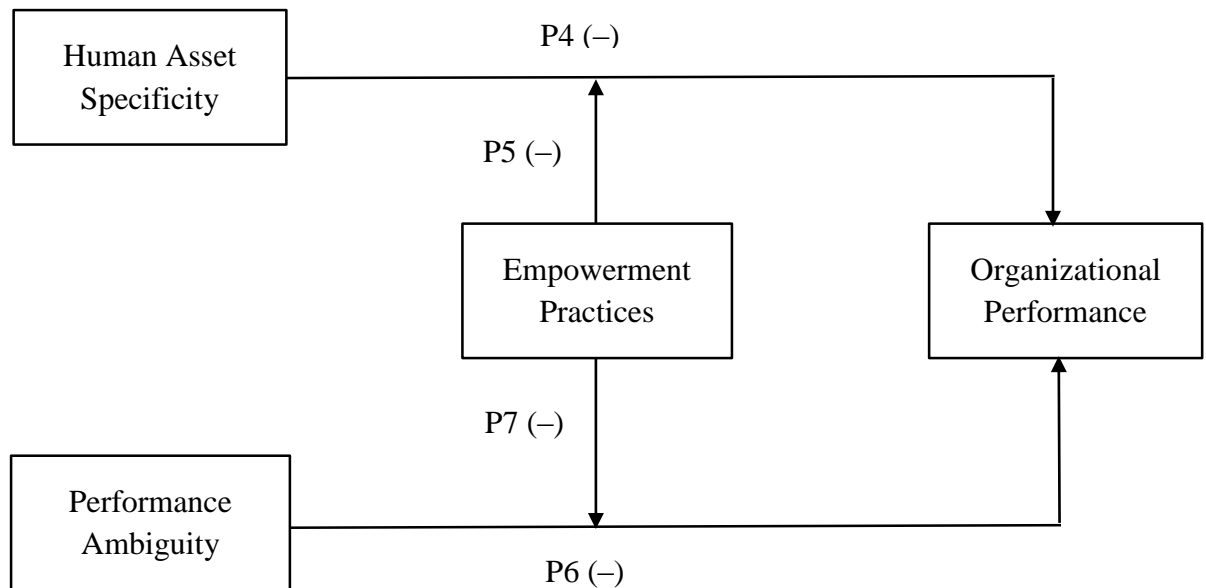 P4 (–)
Human Asset
Specificity
P5 (–)
Empowerment
Practices
Organizational
Performance
P7 (–)
Performance
Ambiguity
P6 (–)